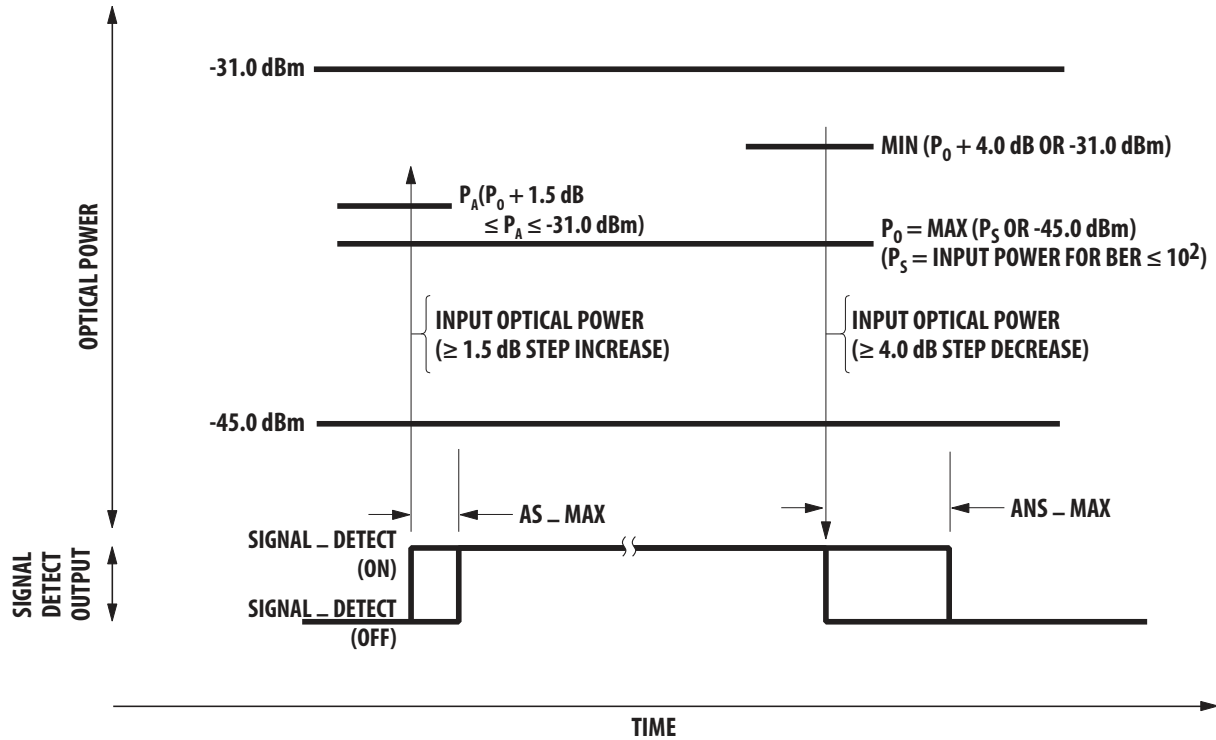 -31.0 dBm
MIN (P0 + 4.0 dB OR -31.0 dBm)
PA(P0 + 1.5 dB
≤ PA ≤ -31.0 dBm)
P0 = MAX (PS OR -45.0 dBm)
(PS = INPUT POWER FOR BER ≤ 10²)
OPTICAL POWER
INPUT OPTICAL POWER
(≥ 1.5 dB STEP INCREASE)
INPUT OPTICAL POWER
(≥ 4.0 dB STEP DECREASE)
-45.0 dBm
AS _ MAX
ANS _ MAX
SIGNAL _ DETECT
(ON)
SIGNAL _ DETECT
(OFF)
SIGNAL
DETECT
OUTPUT
TIME